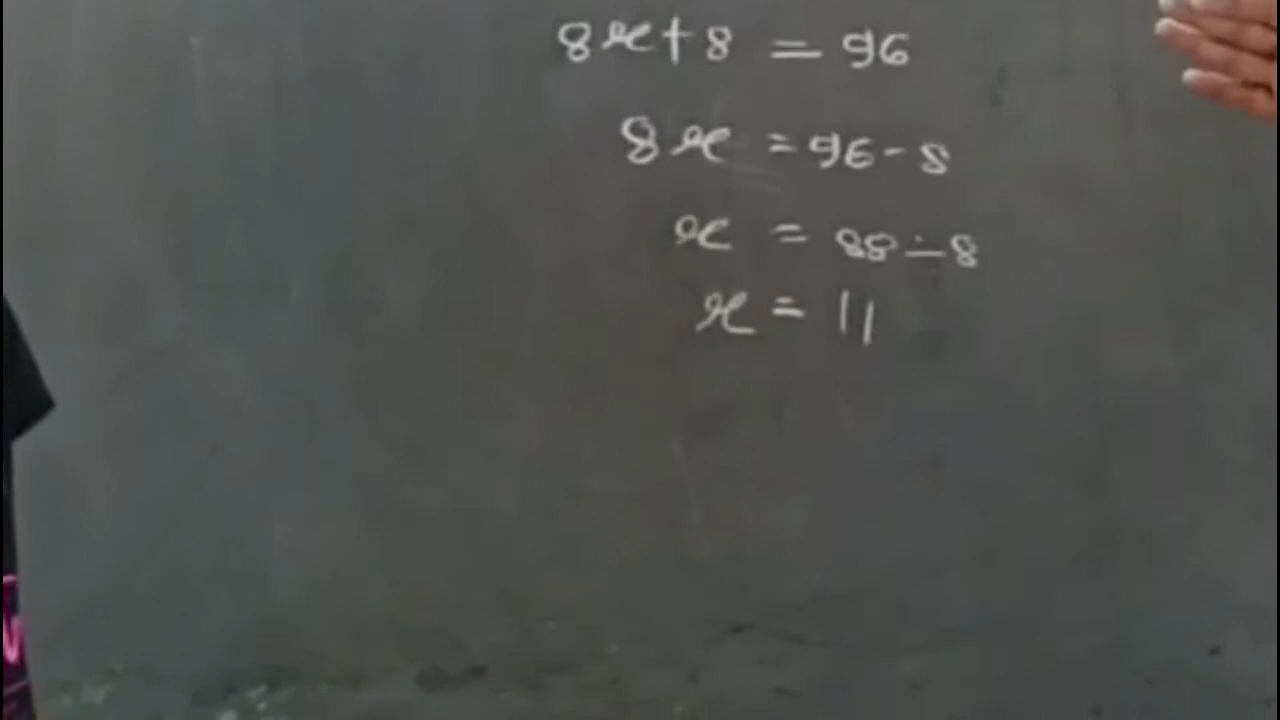 8x+8 = 96
8x = 96-8
x = 88÷8
x = 11